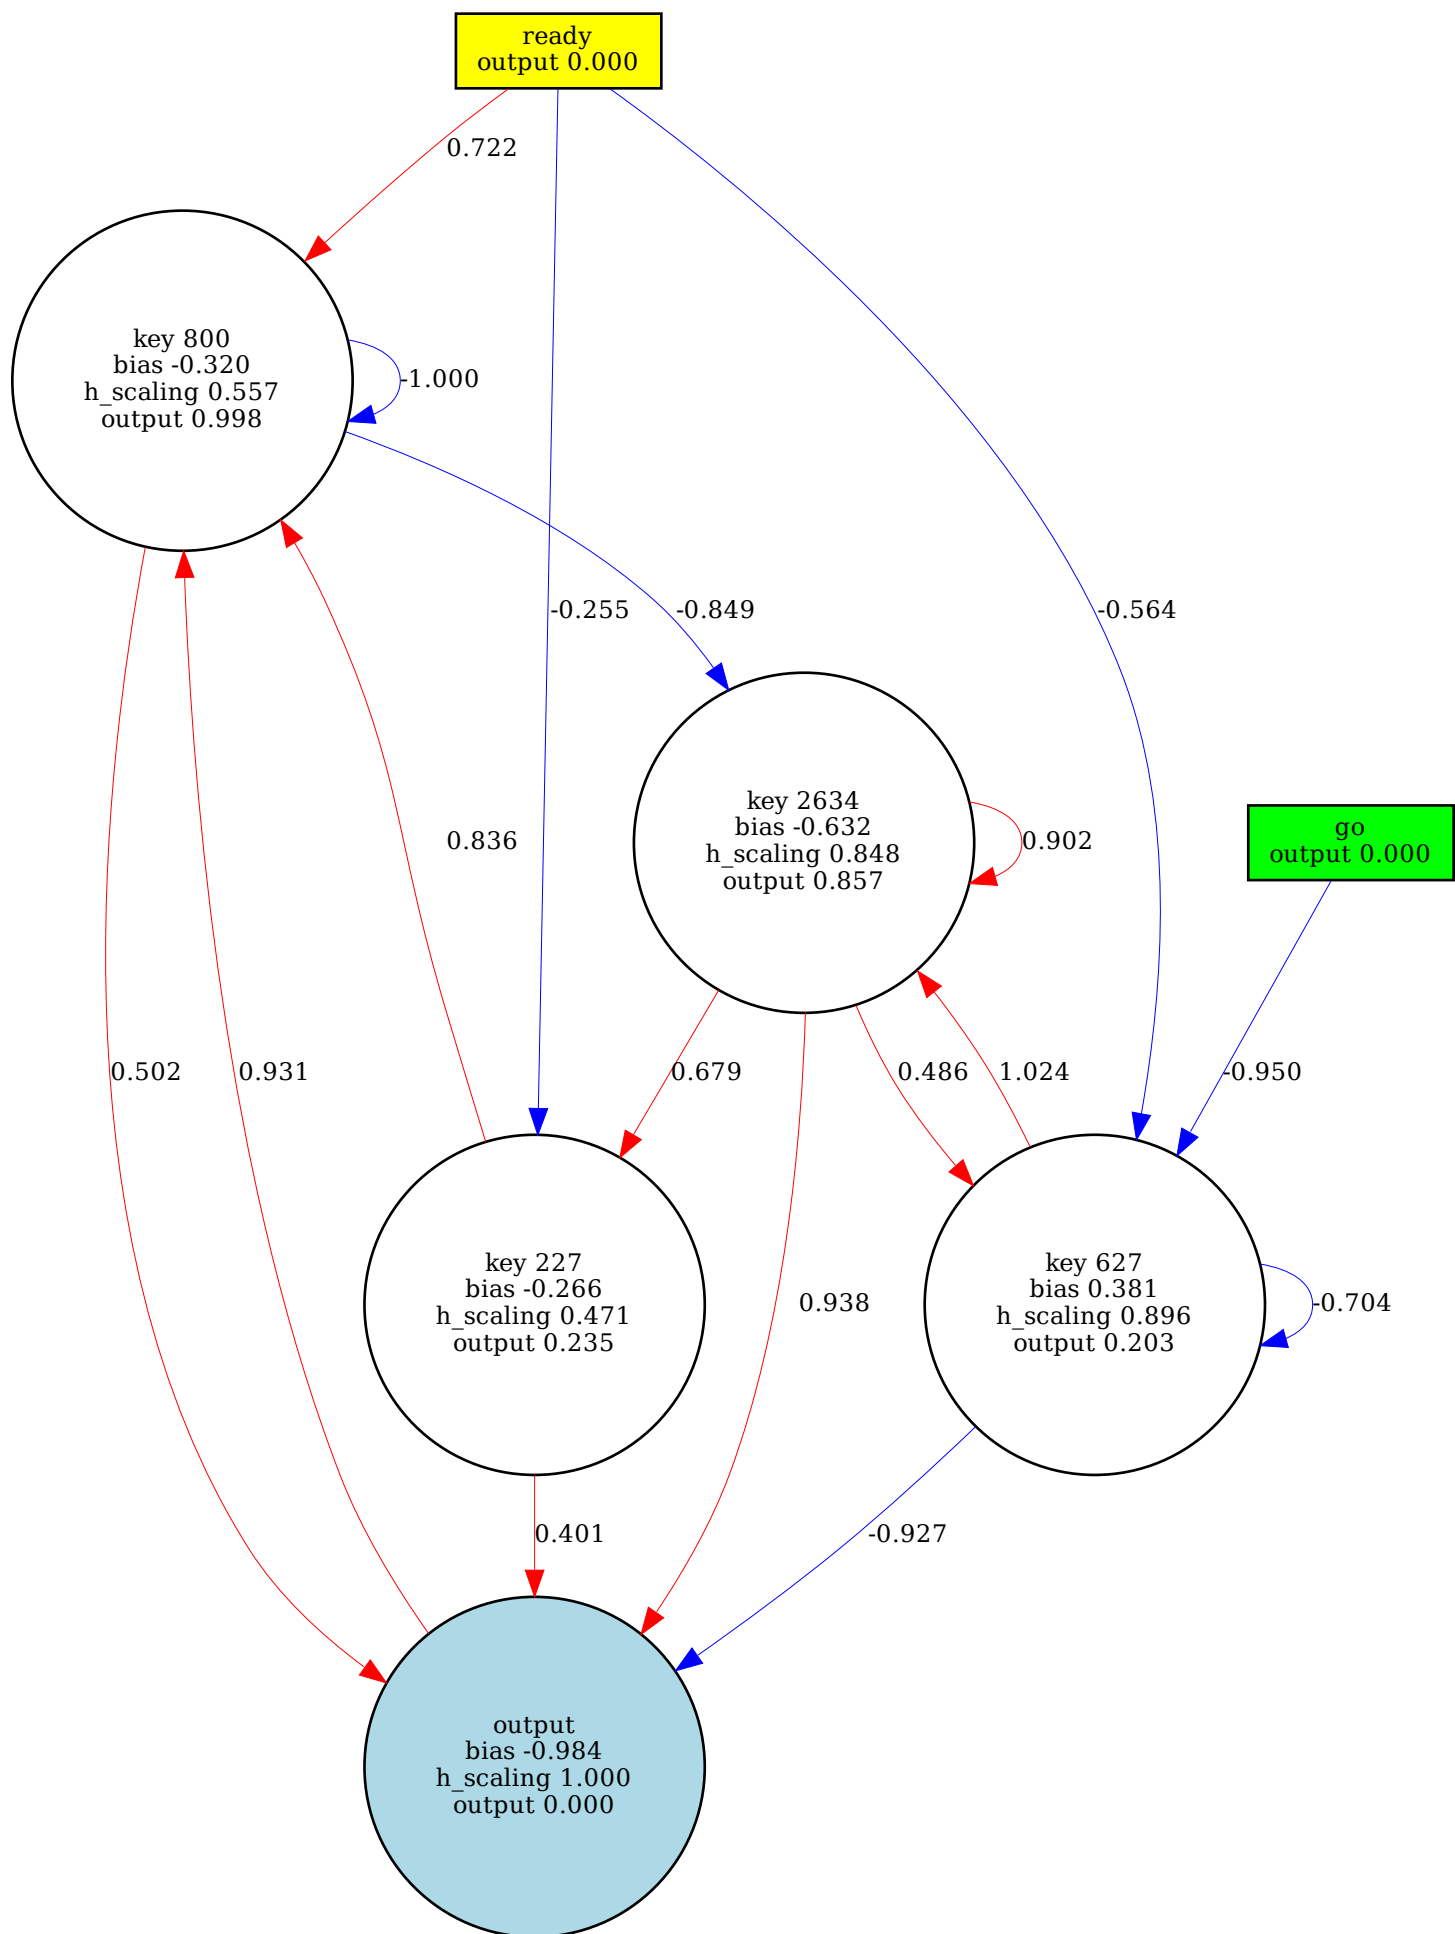 ready
output 0.000
0.722
key 800
bias -0.320
h_scaling 0.557
output 0.998
-1.000
-0.255
-0.849
-0.564
key 2634
bias -0.632
h_scaling 0.848
output 0.857
0.902
0.836
go
output 0.000
0.502
0.931
0.679
0.486
1.024
-0.950
key 227
bias -0.266
h_scaling 0.471
output 0.235
0.938
key 627
bias 0.381
h_scaling 0.896
output 0.203
-0.704
0.401
-0.927
output
bias -0.984
h_scaling 1.000
output 0.000